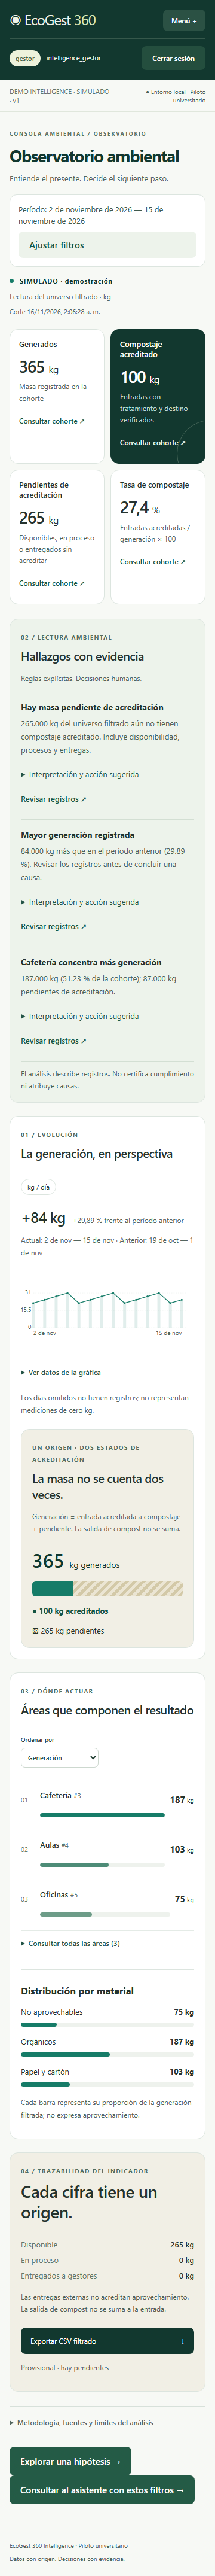 EcoGest 360
Menú +
gestor
intelligence_gestor
Cerrar sesión
DEMO INTELLIGENCE · SIMULADO
· v1
● Entorno local · Piloto
universitario
CONSOLA AMBIENTAL / OBSERVATORIO
Observatorio ambiental
Entiende el presente. Decide el siguiente paso.
Período: 2 de noviembre de 2026 — 15 de
noviembre de 2026
Ajustar filtros
SIMULADO · demostración
Lectura del universo filtrado · kg
Corte 16/11/2026, 2:06:28 a. m.
Generados
365 kg
Masa registrada en la
cohorte
Consultar cohorte ↗
Compostaje
acreditado
100 kg
Entradas con
tratamiento y destino
verificados
Consultar cohorte ↗
Pendientes de
acreditación
265 kg
Disponibles, en proceso
o entregados sin
acreditar
Consultar cohorte ↗
Tasa de compostaje
27,4 %
Entradas acreditadas /
generación × 100
Consultar cohorte ↗
02 / LECTURA AMBIENTAL
Hallazgos con evidencia
Reglas explícitas. Decisiones humanas.
Hay masa pendiente de acreditación
265.000 kg del universo filtrado aún no tienen
compostaje acreditado. Incluye disponibilidad,
procesos y entregas.
▶ Interpretación y acción sugerida
Revisar registros ↗
Mayor generación registrada
84.000 kg más que en el período anterior (29.89
%). Revisar los registros antes de concluir una
causa.
▶ Interpretación y acción sugerida
Revisar registros ↗
Cafetería concentra más generación
187.000 kg (51.23 % de la cohorte); 87.000 kg
pendientes de acreditación.
▶ Interpretación y acción sugerida
Revisar registros ↗
El análisis describe registros. No certifica cumplimiento
ni atribuye causas.
01 / EVOLUCIÓN
La generación, en perspectiva
kg / día
+84 kg +29,89 % frente al período anterior
Actual: 2 de nov — 15 de nov · Anterior: 19 de oct — 1
de nov
31
15.5
0
2 de nov
15 de nov
▶ Ver datos de la gráfica
Los días omitidos no tienen registros; no representan
mediciones de cero kg.
UN ORIGEN · DOS ESTADOS DE
ACREDITACIÓN
La masa no se cuenta dos
veces.
Generación = entrada acreditada a compostaje
+ pendiente. La salida de compost no se suma.
365 kg generados
● 100 kg acreditados
▨ 265 kg pendientes
03 / DÓNDE ACTUAR
Áreas que componen el resultado
Ordenar por
Generación
01 Cafetería #3 187 kg
02 Aulas #4 103 kg
03 Oficinas #5 75 kg
▶ Consultar todas las áreas (3)
Distribución por material
No aprovechables 75 kg
Orgánicos 187 kg
Papel y cartón 103 kg
Cada barra representa su proporción de la generación
filtrada; no expresa aprovechamiento.
04 / TRAZABILIDAD DEL INDICADOR
Cada cifra tiene un
origen.
Disponible 265 kg
En proceso 0 kg
Entregados a gestores 0 kg
Las entregas externas no acreditan aprovechamiento.
La salida de compost no se suma a la entrada.
Exportar CSV filtrado ↓
Provisional · hay pendientes
▶ Metodología, fuentes y límites del análisis
Explorar una hipótesis →
Consultar al asistente con estos filtros →
EcoGest 360 Intelligence · Piloto universitario
Datos con origen. Decisiones con evidencia.